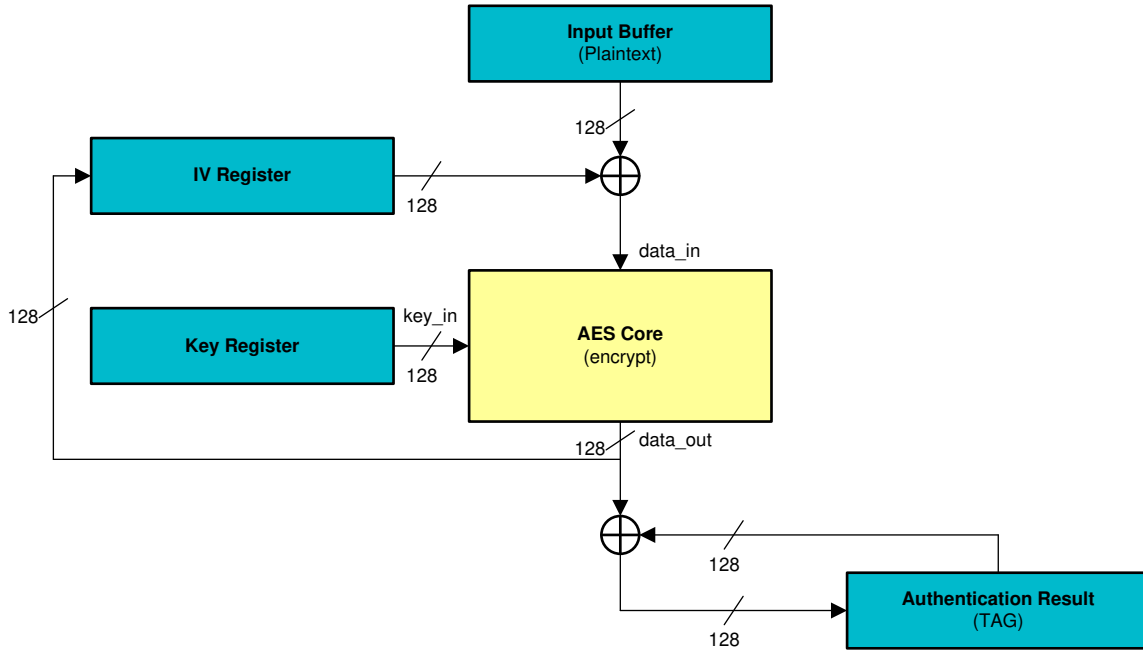 Input Buffer
(Plaintext)
128
IV Register
128
data_in
128
key_in
Key Register
128
AES Core
(encrypt)
128
data_out
128
Authentication Result
(TAG)
128